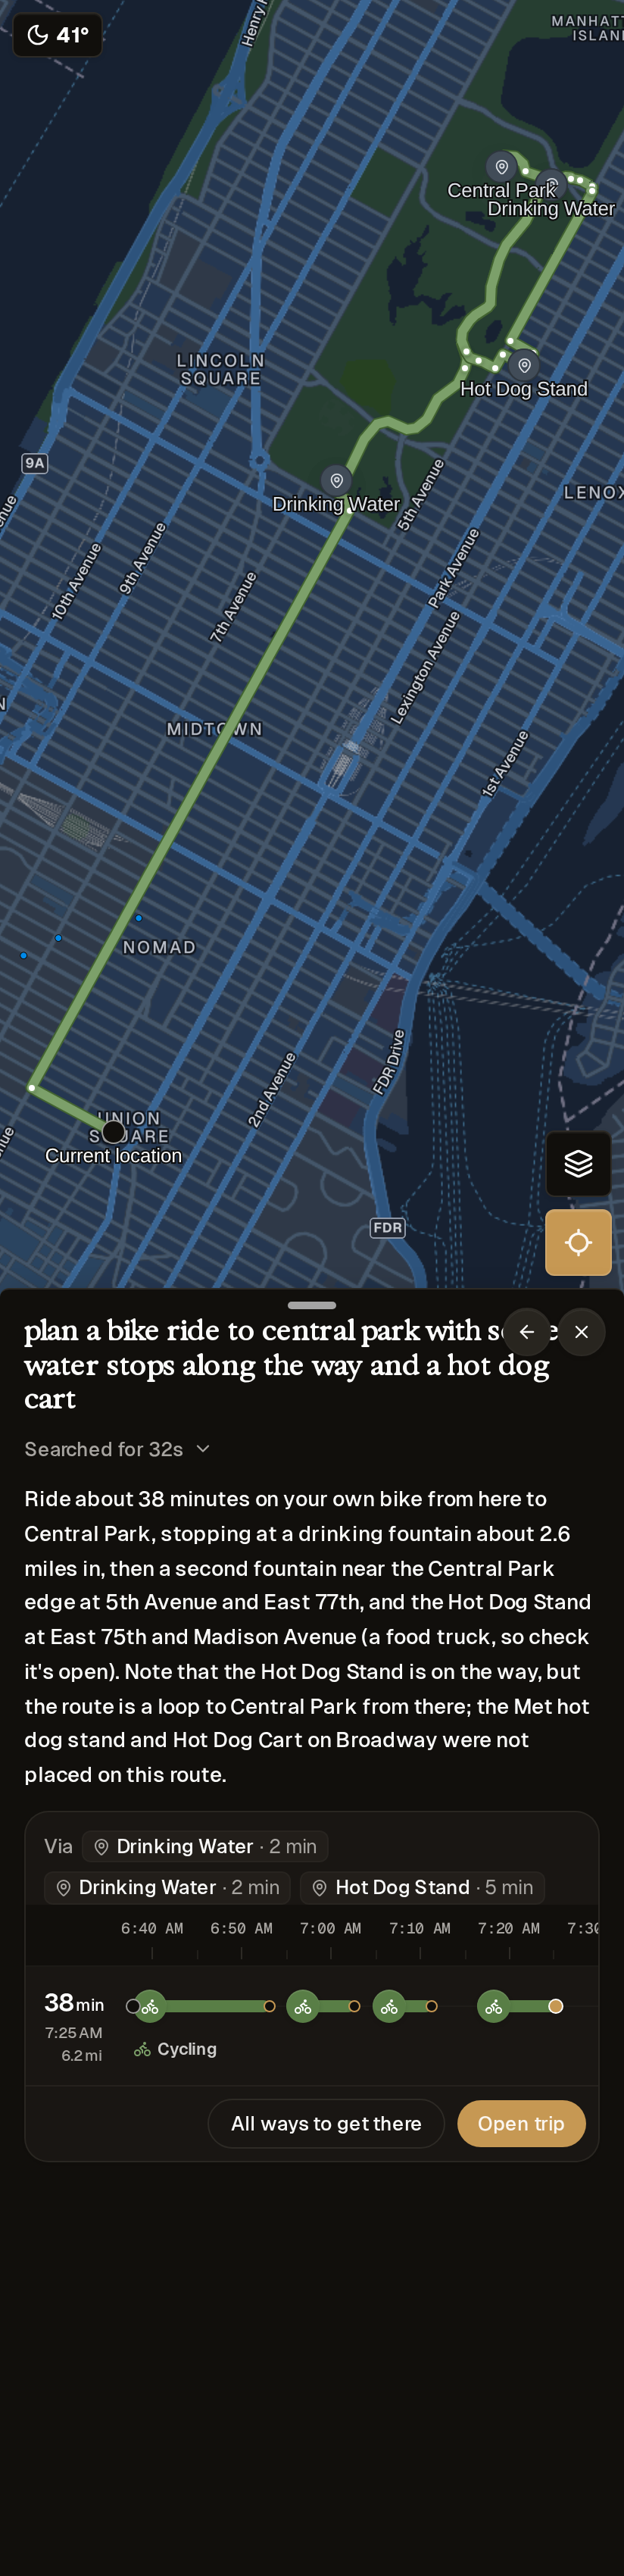 41°
Henry
MANHATT
ISLAN
Central Park
Drinking Water
LINCOLN
SQUARE
Hot Dog Stand
9A
Drinking Water
5th Avenue
LENOX
10th Avenue
9th Avenue
7th Avenue
Park Avenue
Lexington Avenue
MIDTOWN
1st Avenue
NOMAD
2nd Avenue
FDR Drive
UNION
SQUARE
Current location
FDR
plan a bike ride to central park with some
water stops along the way and a hot dog
cart
Searched for 32s
Ride about 38 minutes on your own bike from here to
Central Park, stopping at a drinking fountain about 2.6
miles in, then a second fountain near the Central Park
edge at 5th Avenue and East 77th, and the Hot Dog Stand
at East 75th and Madison Avenue (a food truck, so check
it's open). Note that the Hot Dog Stand is on the way, but
the route is a loop to Central Park from there; the Met hot
dog stand and Hot Dog Cart on Broadway were not
placed on this route.
Via Drinking Water · 2 min
Drinking Water · 2 min Hot Dog Stand · 5 min
6:40 AM 6:50 AM 7:00 AM 7:10 AM 7:20 AM 7:30
38 min
7:25 AM
6.2 mi
Cycling
All ways to get there Open trip